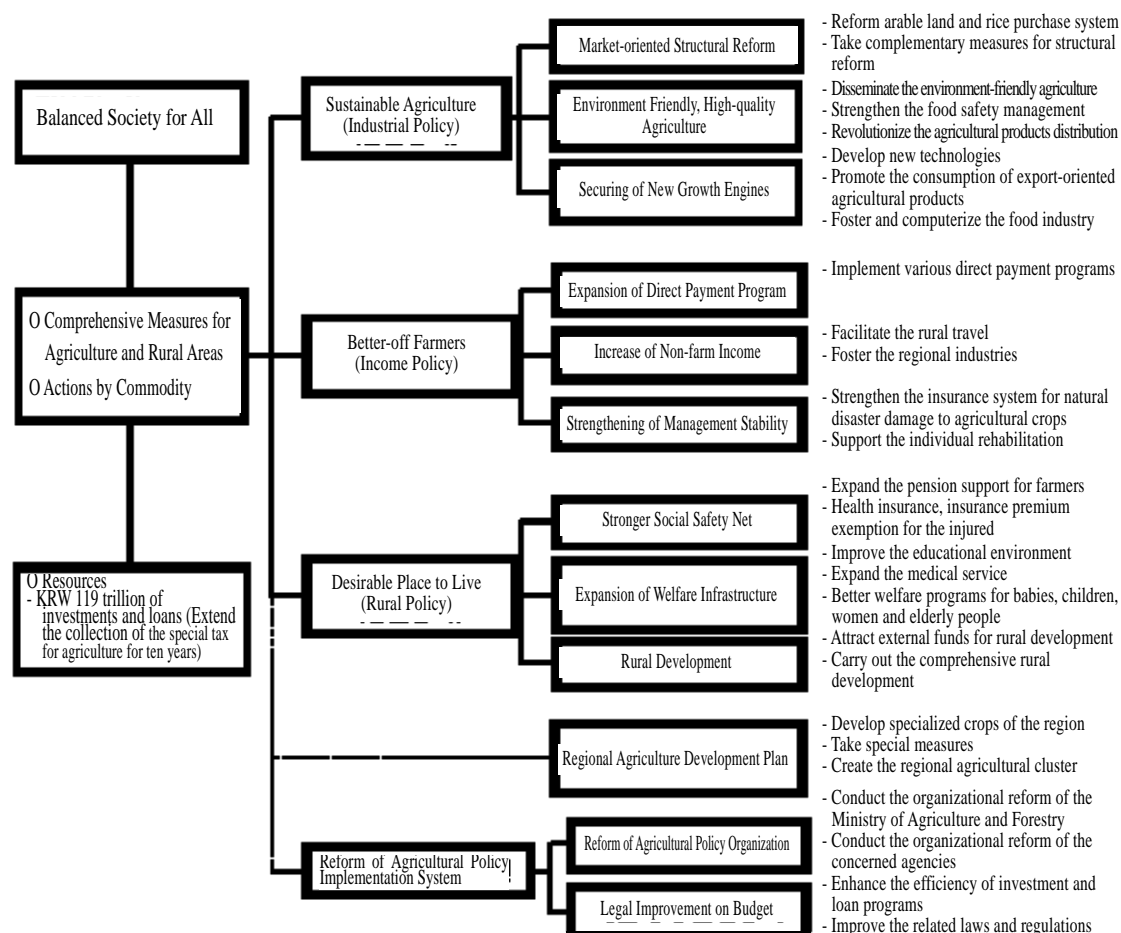 Balanced Society for All
O Comprehensive Measures for
Agriculture and Rural Areas
O Actions by Commodity
O Resources
- KRW 119 trillion of
investments and loans (Extend
the collection of the special tax
for agriculture for ten years)
Sustainable Agriculture
(Industrial Policy)
Market-oriented Structural Reform
- Reform arable land and rice purchase system
- Take complementary measures for structural
reform
Environment Friendly, High-quality
Agriculture
- Disseminate the environment-friendly agriculture
- Strengthen the food safety management
- Revolutionize the agricultural products distribution
Securing of New Growth Engines
- Develop new technologies
- Promote the consumption of export-oriented
agricultural products
- Foster and computerize the food industry
Better-off Farmers
(Income Policy)
Expansion of Direct Payment Program
- Implement various direct payment programs
Increase of Non-farm Income
- Facilitate the rural travel
- Foster the regional industries
Strengthening of Management Stability
- Strengthen the insurance system for natural
disaster damage to agricultural crops
- Support the individual rehabilitation
Desirable Place to Live
(Rural Policy)
Stronger Social Safety Net
- Expand the pension support for farmers
- Health insurance, insurance premium
exemption for the injured
Expansion of Welfare Infrastructure
- Improve the educational environment
- Expand the medical service
- Better welfare programs for babies, children,
women and elderly people
Rural Development
- Attract external funds for rural development
- Carry out the comprehensive rural
development
Regional Agriculture Development Plan
- Develop specialized crops of the region
- Take special measures
- Create the regional agricultural cluster
Reform of Agricultural Policy
Implementation System
Reform of Agricultural Policy Organization
- Conduct the organizational reform of the
Ministry of Agriculture and Forestry
- Conduct the organizational reform of the
concerned agencies
Legal Improvement on Budget
- Enhance the efficiency of investment and
loan programs
- Improve the related laws and regulations